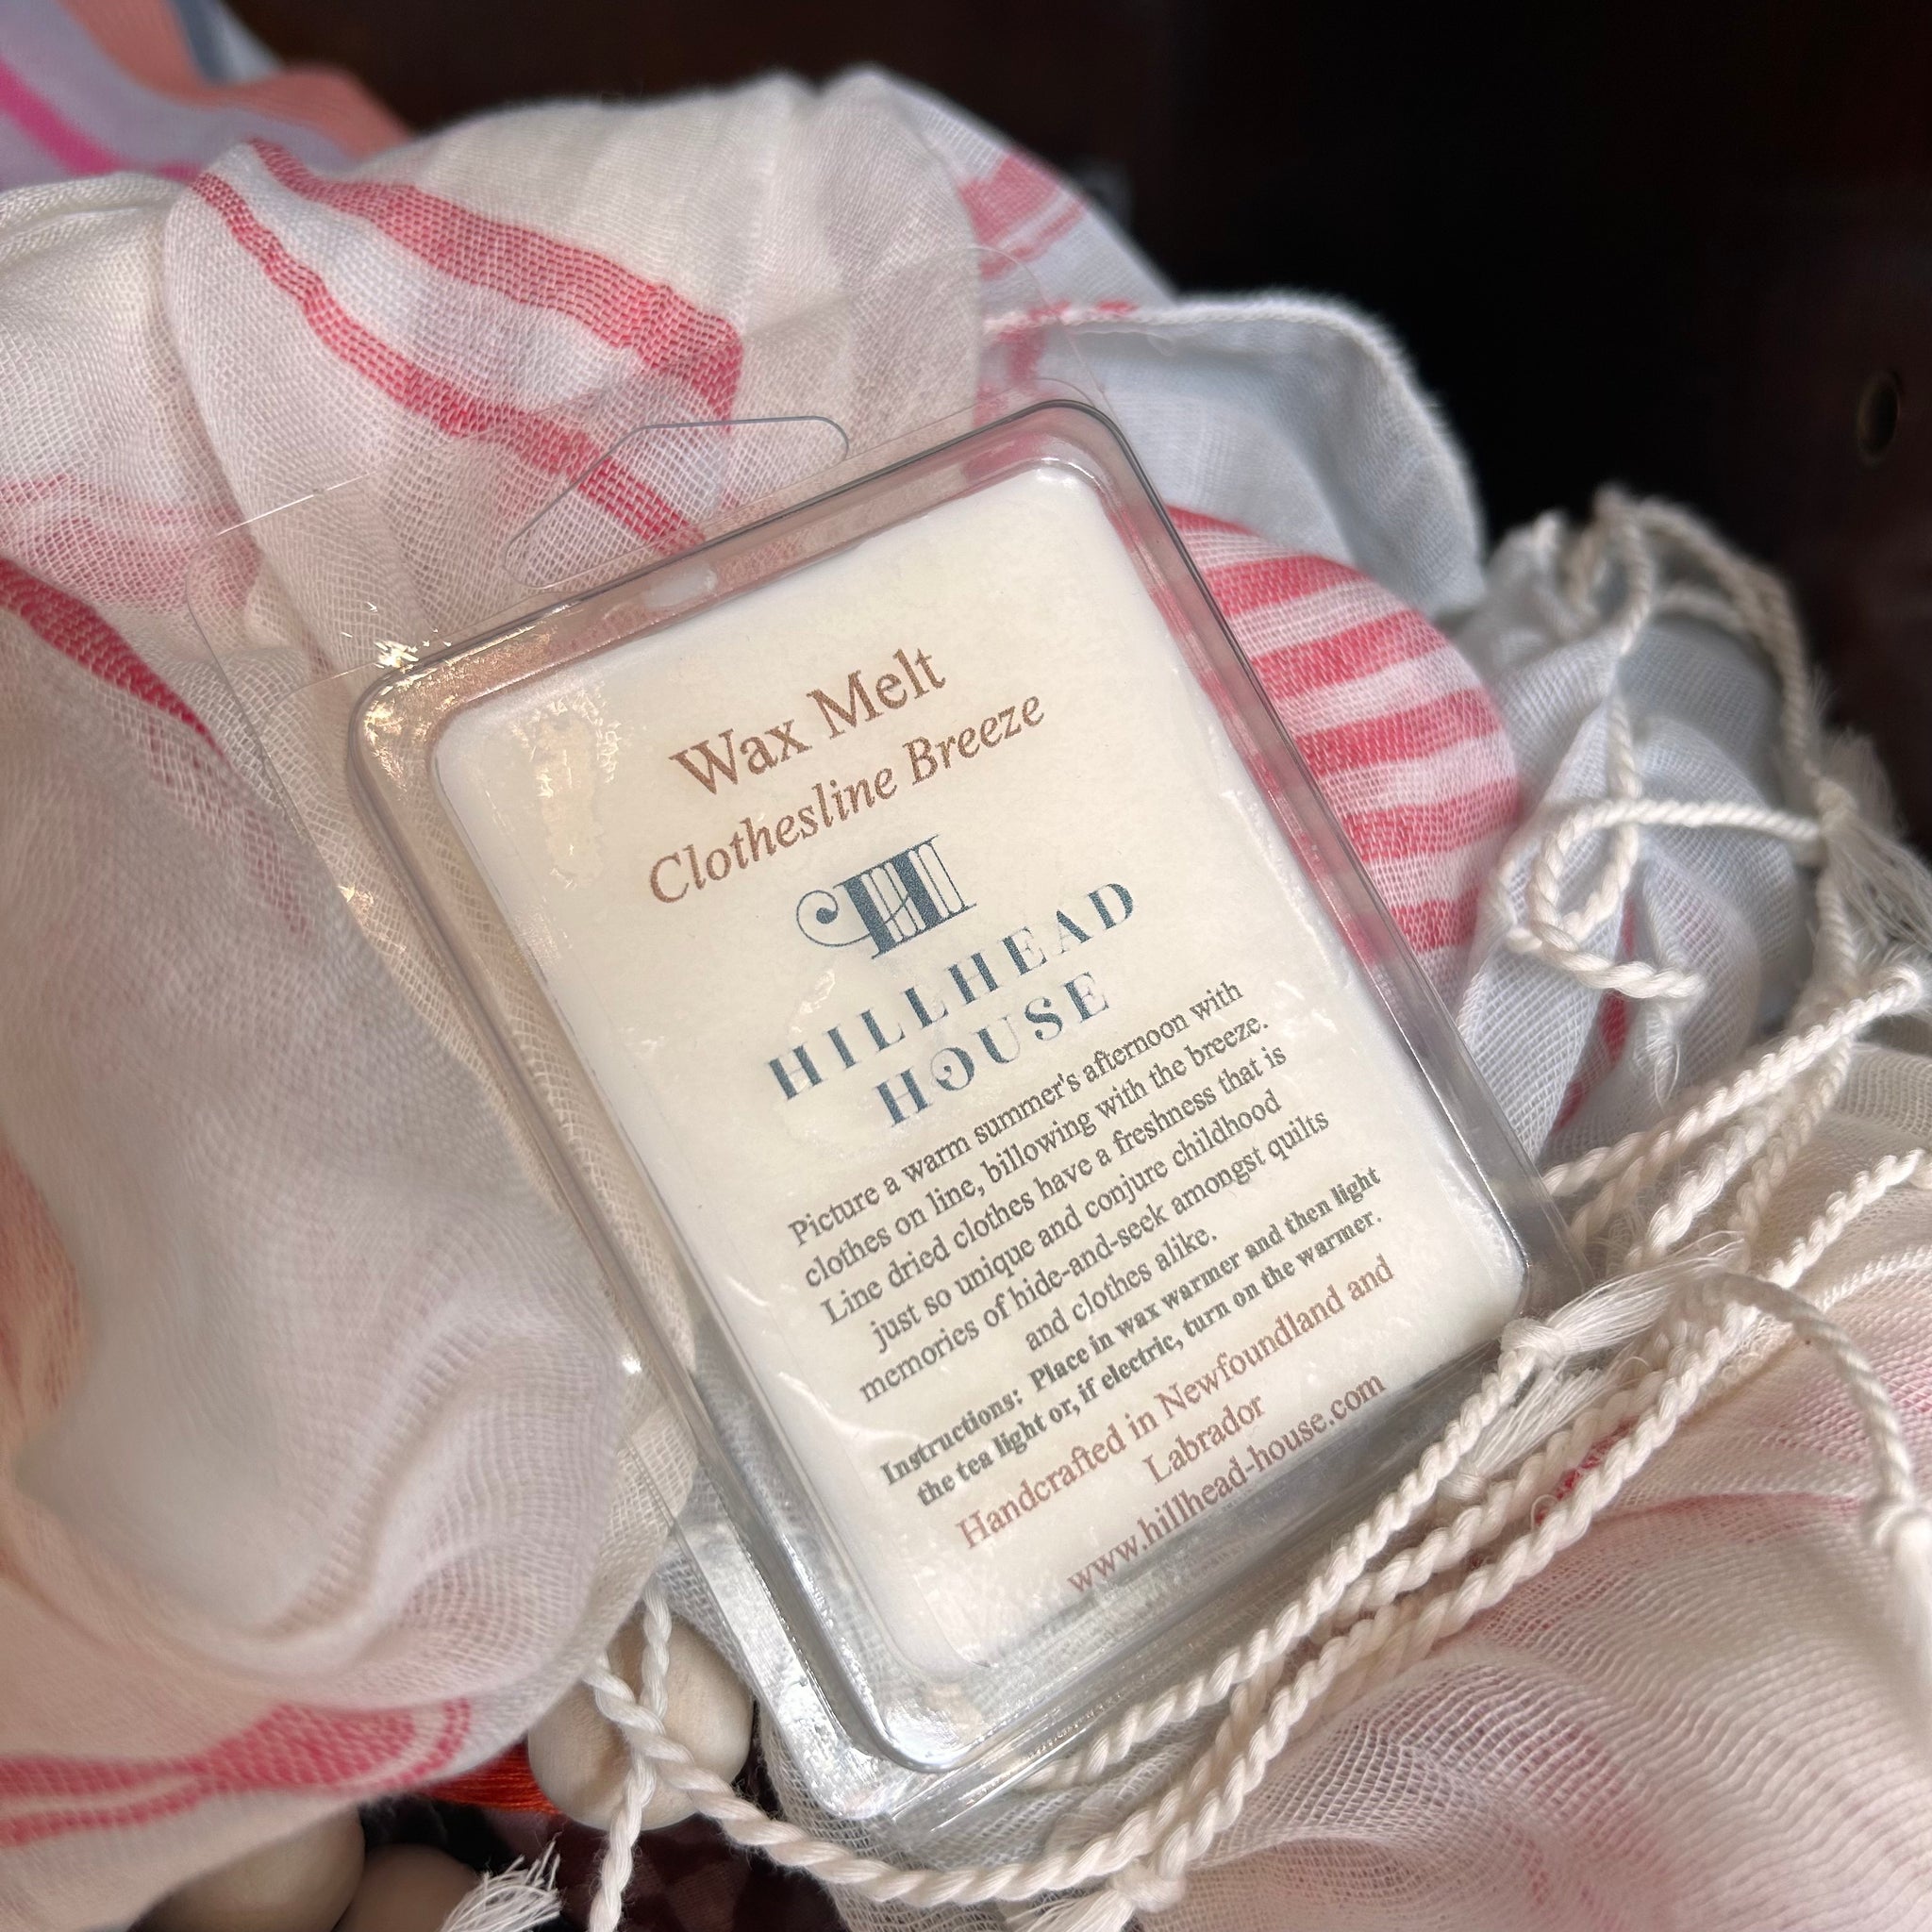 Wax Melt
Clothesline Breeze
HILLHEAD
HOUSE
Picture a warm summer's afternoon with
clothes on line, billowing with the breeze.
Line dried clothes have a freshness that is
just so unique and conjure childhood
memories of hide-and-seek amongst quilts
and clothes alike.
Instructions: Place in wax warmer and then light
the tea light or, if electric, turn on the warmer.
Handcrafted in Newfoundland and
Labrador
www.hillhead-house.com